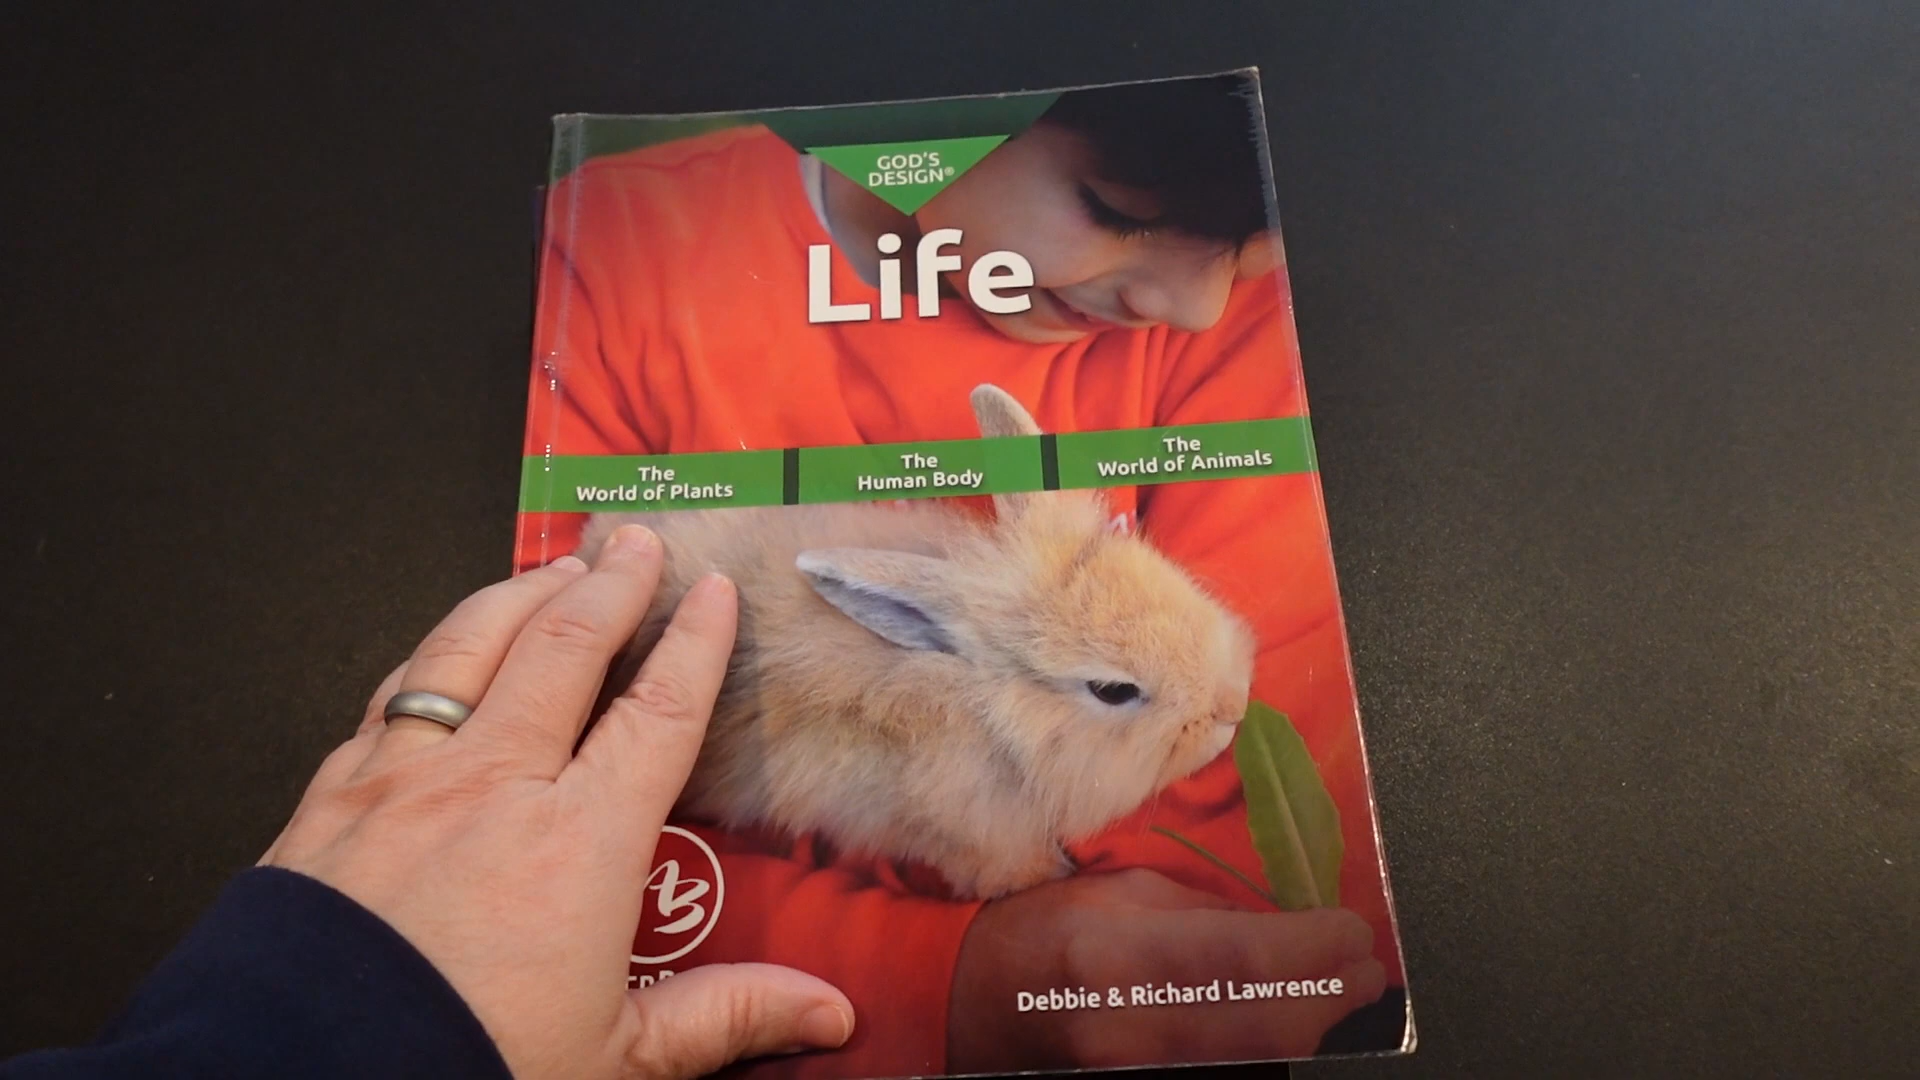 GOD'S
DESIGN®
Life
The
World of Plants
The
Human Body
The
World of Animals
Debbie & Richard Lawrence